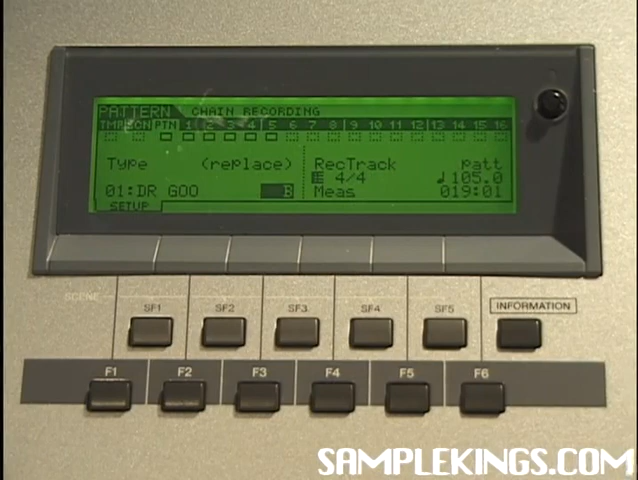 PATTERN CHAIN RECORDING
TMP SCN PTN 1 2 3 4 5 6 7 8 9 10 11 12 13 14 15 16
Type (replace) RecTrack patt
4/4 ♩105.0
01:DR GOO B Meas 019:01
SETUP
SCENE
SF1 SF2 SF3 SF4 SF5 INFORMATION
F1 F2 F3 F4 F5 F6
SAMPLEKINGS.COM